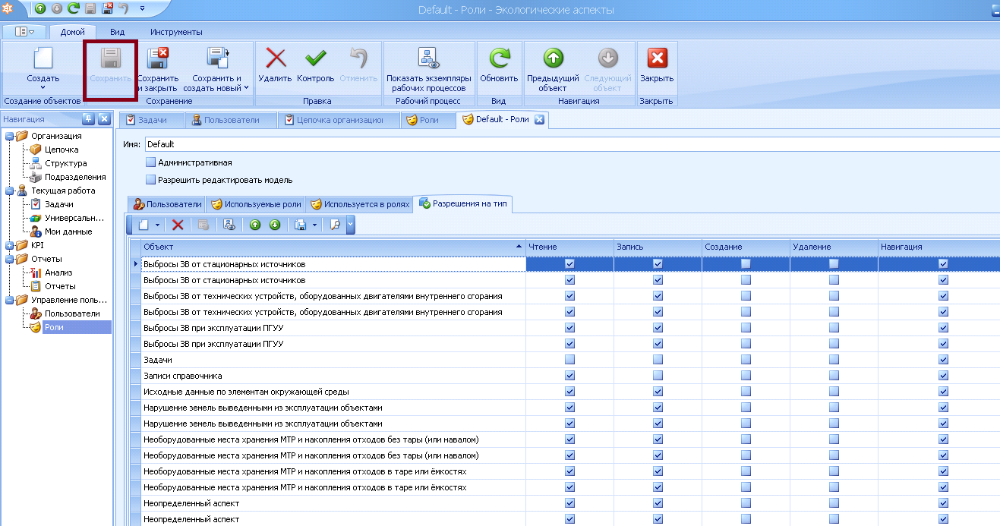 Default - Роли - Экологические аспекты
Домой Вид Инструменты
Создать Сохранить Сохранить и закрыть Сохранить и создать новый Удалить Контроль Отменить Показать экземпляры рабочих процессов Обновить Предыдущий объект Следующий объект Закрыть
Создание объектов Сохранение Правка Рабочий процесс Вид Навигация Закрыть
Навигация
Организация
Цепочка
Структура
Подразделения
Текущая работа
Задачи
Универсальн...
Мои данные
KPI
Отчеты
Анализ
Отчеты
Управление поль...
Пользователи
Роли
Задачи Пользователи Цепочка организацио Роли Default - Роли
Имя: Default
Административная
Разрешить редактировать модель
Пользователи Используемые роли Используется в ролях Разрешения на тип
Объект Чтение Запись Создание Удаление Навигация
Выбросы ЗВ от стационарных источников
Выбросы ЗВ от стационарных источников
Выбросы ЗВ от технических устройств, оборудованных двигателями внутреннего сгорания
Выбросы ЗВ от технических устройств, оборудованных двигателями внутреннего сгорания
Выбросы ЗВ при эксплуатации ПГУУ
Выбросы ЗВ при эксплуатации ПГУУ
Задачи
Записи справочника
Исходные данные по элементам окружающей среды
Нарушение земель выведенными из эксплуатации объектами
Нарушение земель выведенными из эксплуатации объектами
Необорудованные места хранения МТР и накопления отходов без тары (или навалом)
Необорудованные места хранения МТР и накопления отходов без тары (или навалом)
Необорудованные места хранения МТР и накопления отходов в таре или ёмкостях
Необорудованные места хранения МТР и накопления отходов в таре или ёмкостях
Неопределенный аспект
Неопределенный аспект